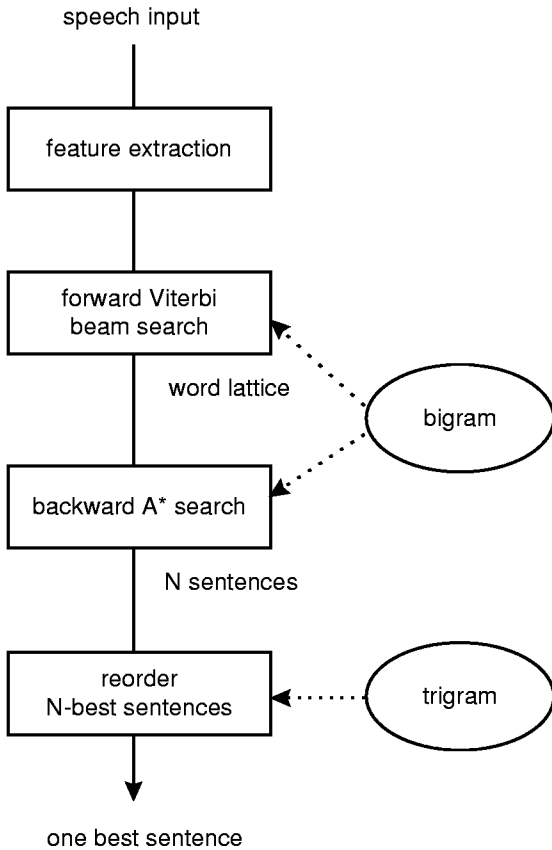 speech input
feature extraction
forward Viterbi
beam search
word lattice
bigram
backward A* search
N sentences
reorder
N-best sentences
trigram
one best sentence